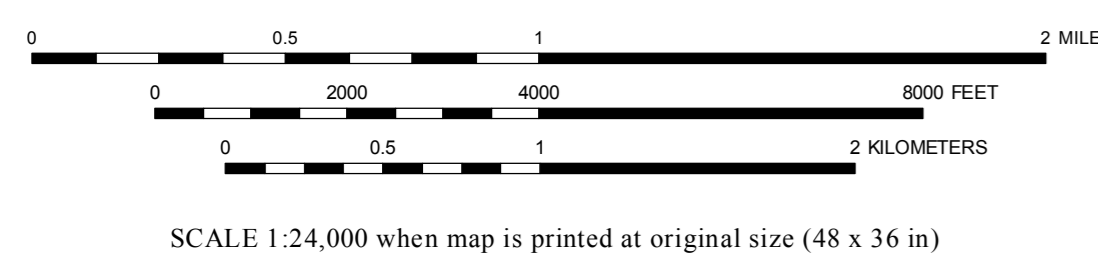 0 0.5 1 2 MILE
0 2000 4000 8000 FEET
0 0.5 1 2 KILOMETERS
SCALE 1:24,000 when map is printed at original size (48 x 36 in)